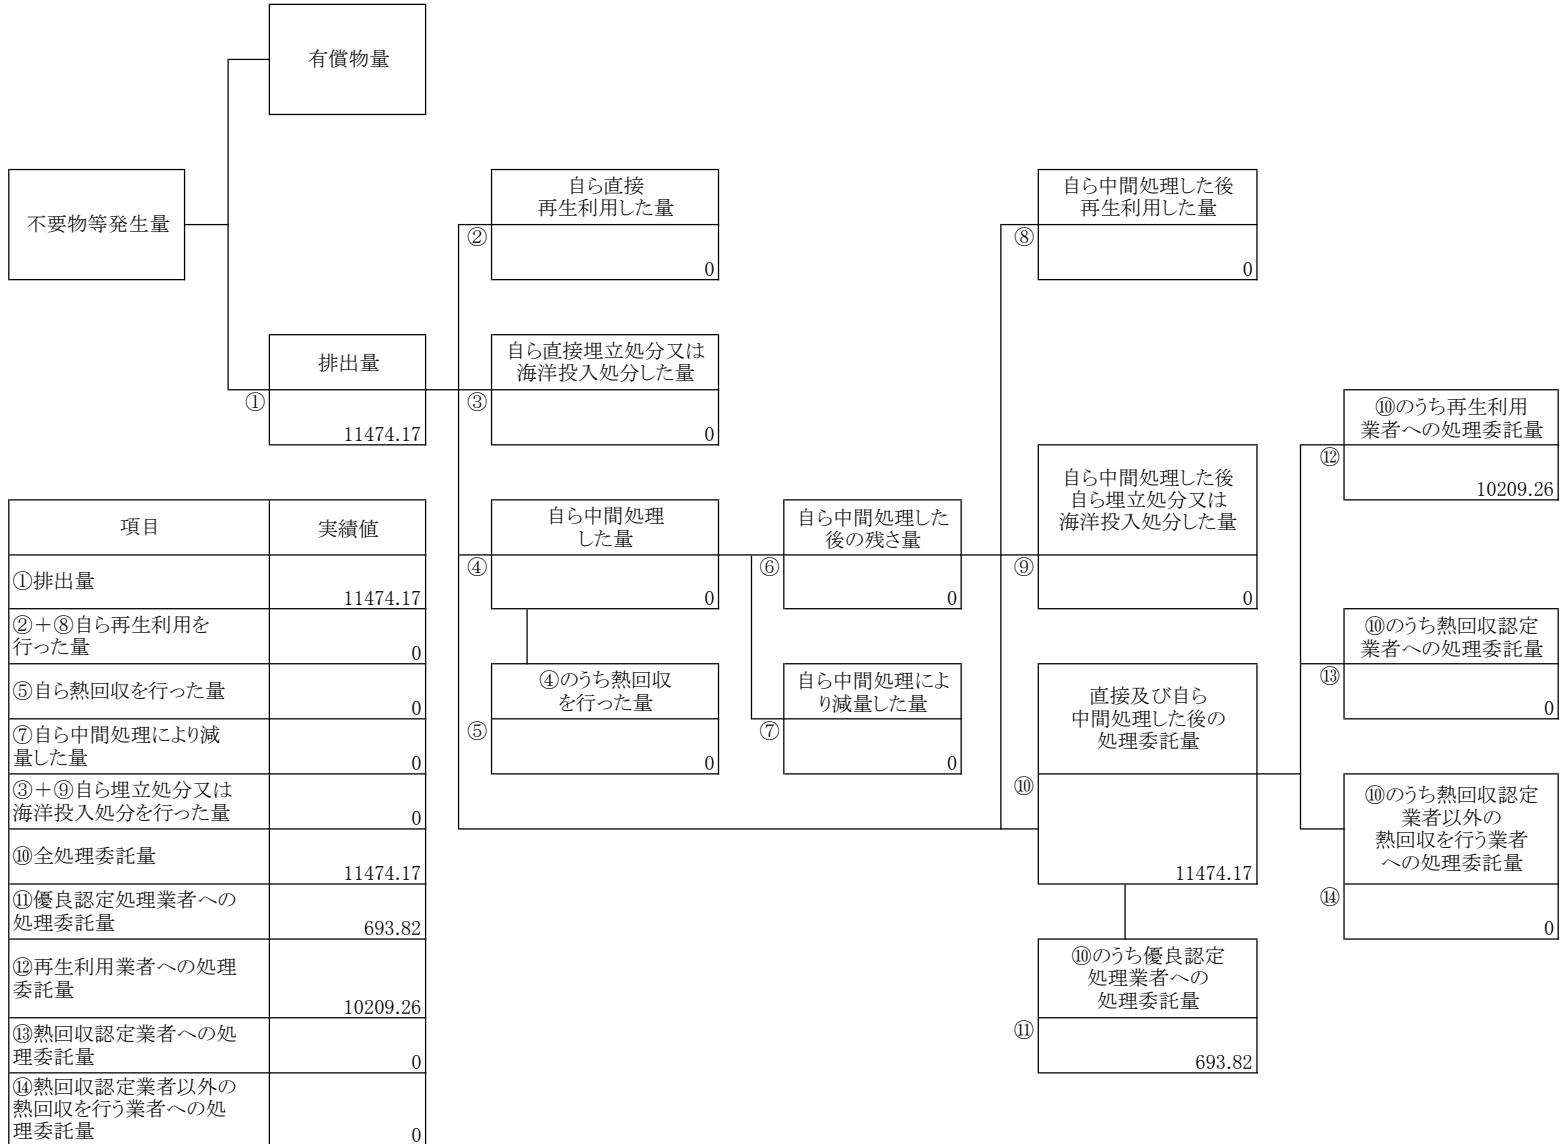 有償物量
不要物等発生量
自ら直接
再生利用した量
②
0
自ら中間処理した後
再生利用した量
⑧
0
排出量
①
11474.17
自ら直接埋立処分又は
海洋投入処分した量
③
0
⑩のうち再生利用
業者への処理委託量
⑫
10209.26
自ら中間処理
した量
④
0
自ら中間処理した
後の残さ量
⑥
0
自ら中間処理した後
自ら埋立処分又は
海洋投入処分した量
⑨
0
⑩のうち熱回収認定
業者への処理委託量
⑬
0
④のうち熱回収
を行った量
⑤
0
自ら中間処理によ
り減量した量
⑦
0
直接及び自ら
中間処理した後の
処理委託量
⑩
11474.17
⑩のうち熱回収認定
業者以外の
熱回収を行う業者
への処理委託量
⑭
0
⑩のうち優良認定
処理業者への
処理委託量
⑪
693.82
項目 実績値
①排出量
11474.17
②+⑧自ら再生利用を
行った量
0
⑤自ら熱回収を行った量
0
⑦自ら中間処理により減
量した量
0
③+⑨自ら埋立処分又は
海洋投入処分を行った量
0
⑩全処理委託量
11474.17
⑪優良認定処理業者への
処理委託量
693.82
⑫再生利用業者への処理
委託量
10209.26
⑬熱回収認定業者への処
理委託量
0
⑭熱回収認定業者以外の
熱回収を行う業者への処
理委託量
0